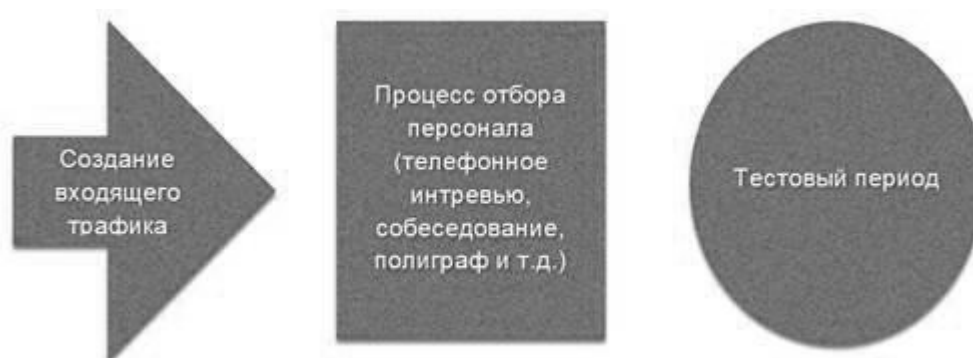 Создание
входящего
трафика
Процесс отбора
персонала
(телефонное
интревью,
собеседование,
полиграф и т.д.)
Тестовый период